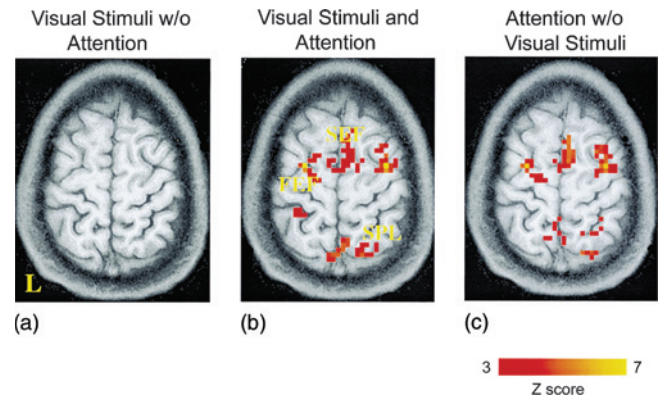 Visual Stimuli w/o
Attention
Visual Stimuli and
Attention
Attention w/o
Visual Stimuli
SEF
FEF
SPL
L
(a)
(b)
(c)
3
7
Z score